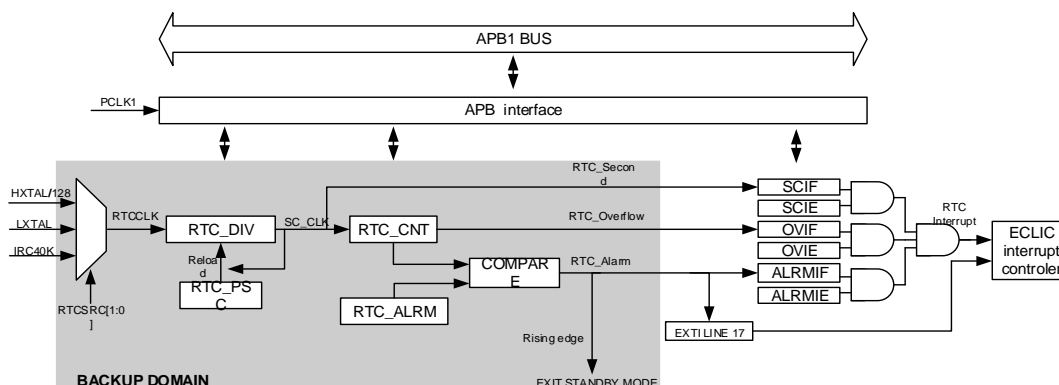 APB1 BUS
PCLK1
APB interface
HXTAL/128
LXTAL
IRC40K
RTCCLK
RTC_DIV
SC_CLK
RTC_CNT
RTC_Secon
d
RTC_Overflow
RTC_Alarm
Reloa
d
RTC_PS
C
RTCSRC[1:0
]
COMPAR
E
RTC_ALRM
Rising edge
EXIT STANDBY MODE
BACKUP DOMAIN
SCIF
SCIE
OVIF
OVIE
ALRMIF
ALRMIE
EXTI LINE 17
RTC
Interrupt
ECLIC
interrupt
controler